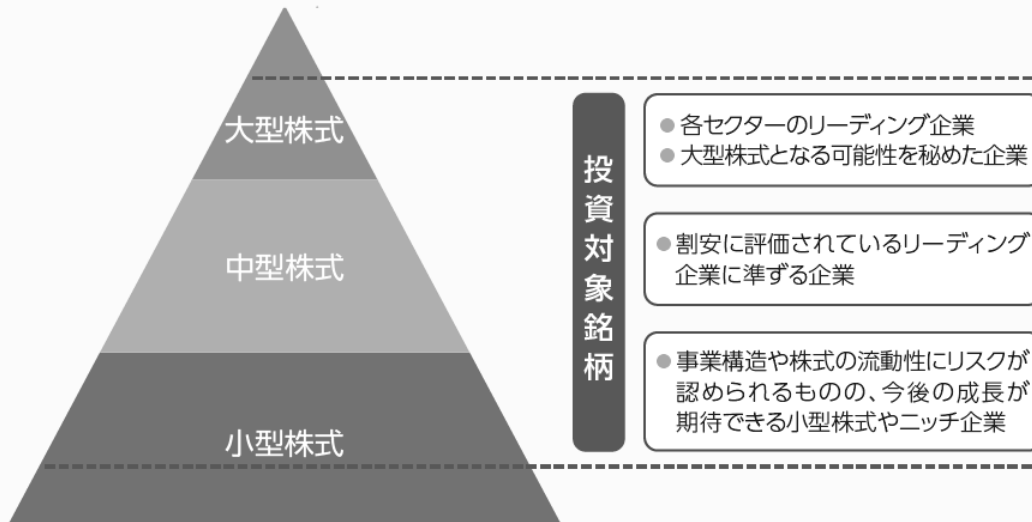 大型株式
中型株式
小型株式
投資対象銘柄
● 各セクターのリーディング企業
● 大型株式となる可能性を秘めた企業
● 割安に評価されているリーディング
企業に準ずる企業
● 事業構造や株式の流動性にリスクが
認められるものの、今後の成長が
期待できる小型株式やニッチ企業